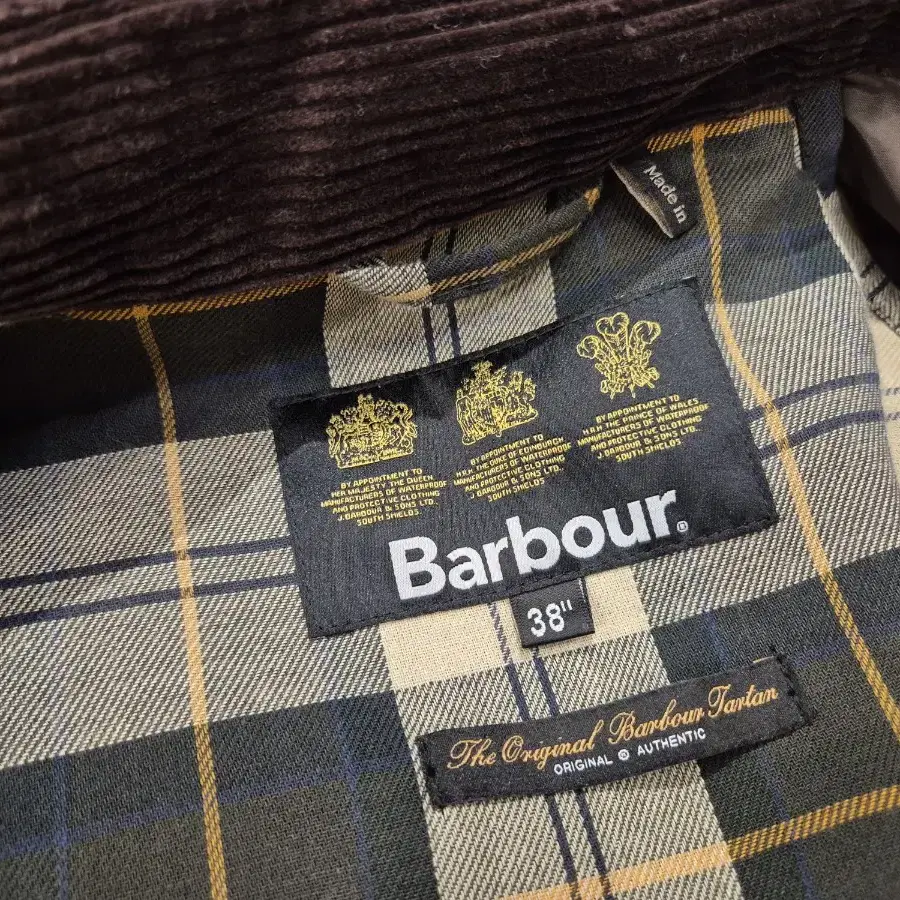 Made in
BY APPOINTMENT TO
HER MAJESTY THE QUEEN
MANUFACTURERS OF WATERPROOF
AND PROTECTIVE CLOTHING
J. BARBOUR & SONS LTD
SOUTH SHIELDS
BY APPOINTMENT TO
H.R.H. THE DUKE OF EDINBURGH
MANUFACTURERS OF WATERPROOF
AND PROTECTIVE CLOTHING
J. BARBOUR & SONS LTD
SOUTH SHIELDS
BY APPOINTMENT TO
H.R.H. THE PRINCE OF WALES
MANUFACTURERS OF WATERPROOF
AND PROTECTIVE CLOTHING
J. BARBOUR & SONS LTD
SOUTH SHIELDS
Barbour®
38"
The Original Barbour Tartan
ORIGINAL AUTHENTIC